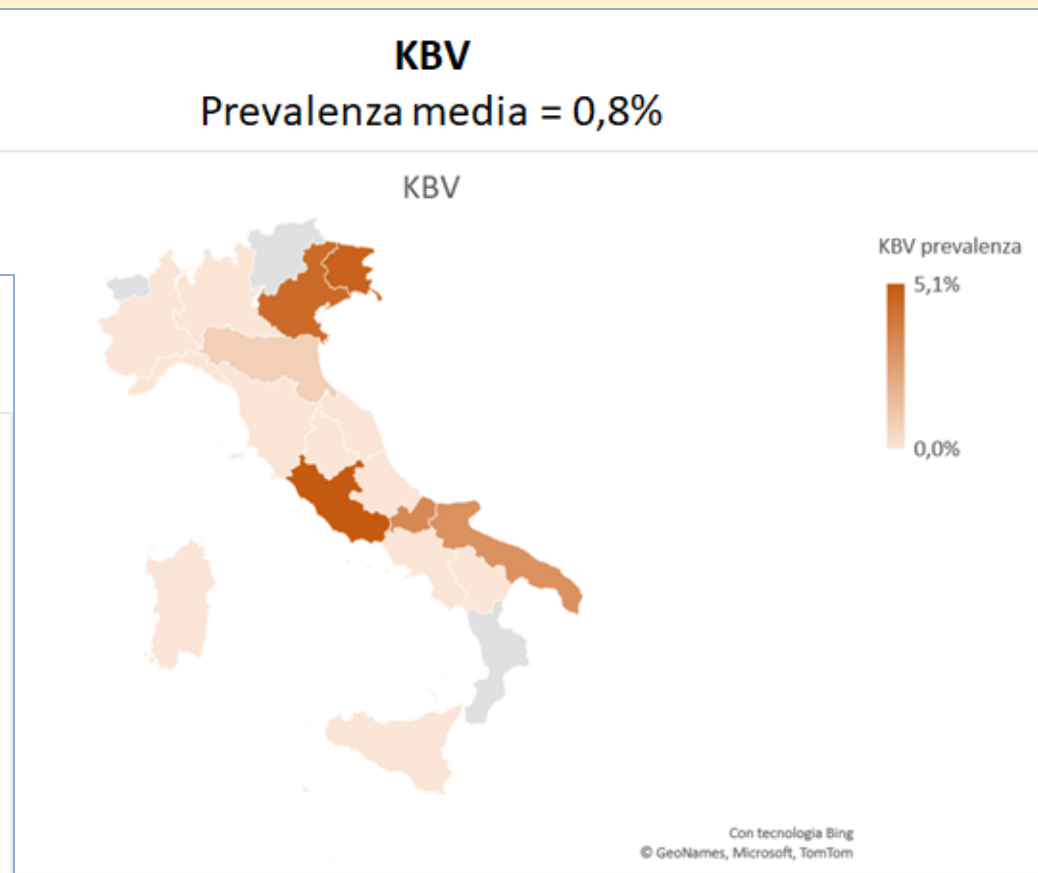 KBV
Prevalenza media = 0,8%
KBV
KBV prevalenza
5,1%
0,0%
Con tecnologia Bing
© GeoNames, Microsoft, TomTom